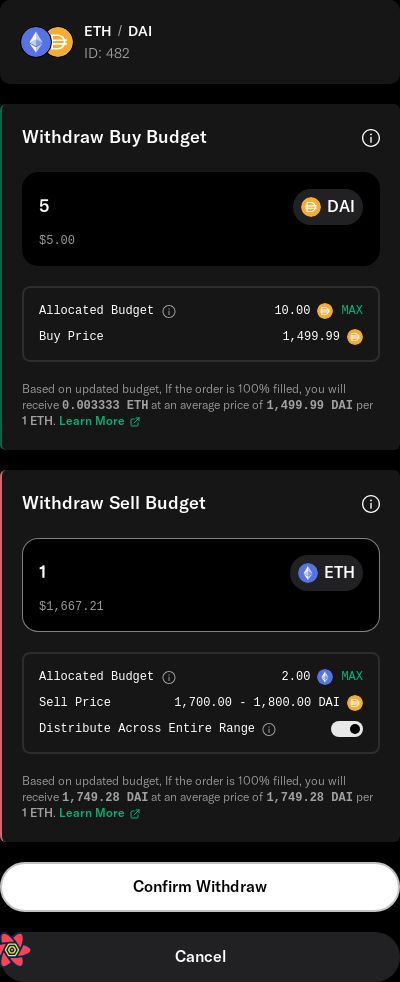 ETH / DAI
ID: 482
Withdraw Buy Budget
5
DAI
$5.00
Allocated Budget 10.00 MAX
Buy Price 1,499.99
Based on updated budget, If the order is 100% filled, you will
receive 0.003333 ETH at an average price of 1,499.99 DAI per
1 ETH. Learn More
Withdraw Sell Budget
1
ETH
$1,667.21
Allocated Budget 2.00 MAX
Sell Price 1,700.00 - 1,800.00 DAI
Distribute Across Entire Range
Based on updated budget, If the order is 100% filled, you will
receive 1,749.28 DAI at an average price of 1,749.28 DAI per
1 ETH. Learn More
Confirm Withdraw
Cancel